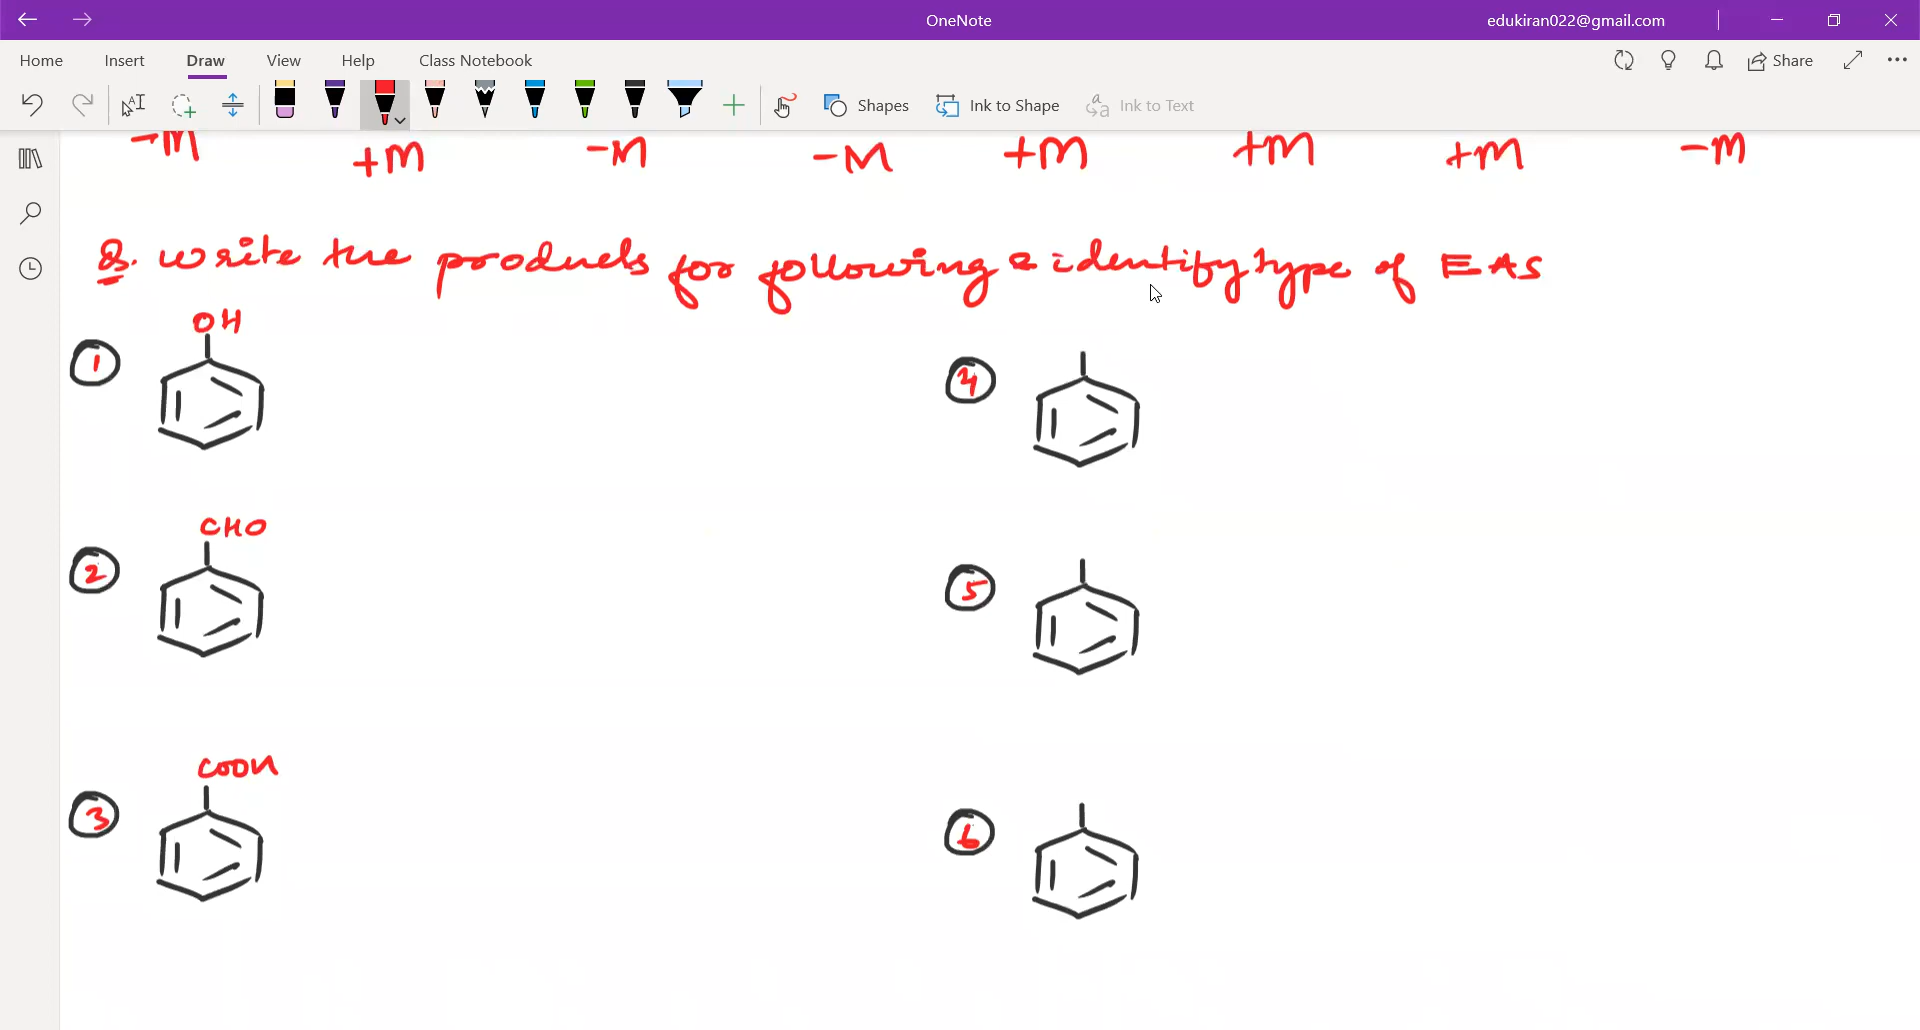 OneNote
edukiran022@gmail.com
Home Insert Draw View Help Class Notebook
Share
Shapes Ink to Shape Ink to Text
-M +M -M -M +M +M +M -M
Q. write the products for following & identify type of EAS
1 OH
2 CHO
3 COOH
4
5
6